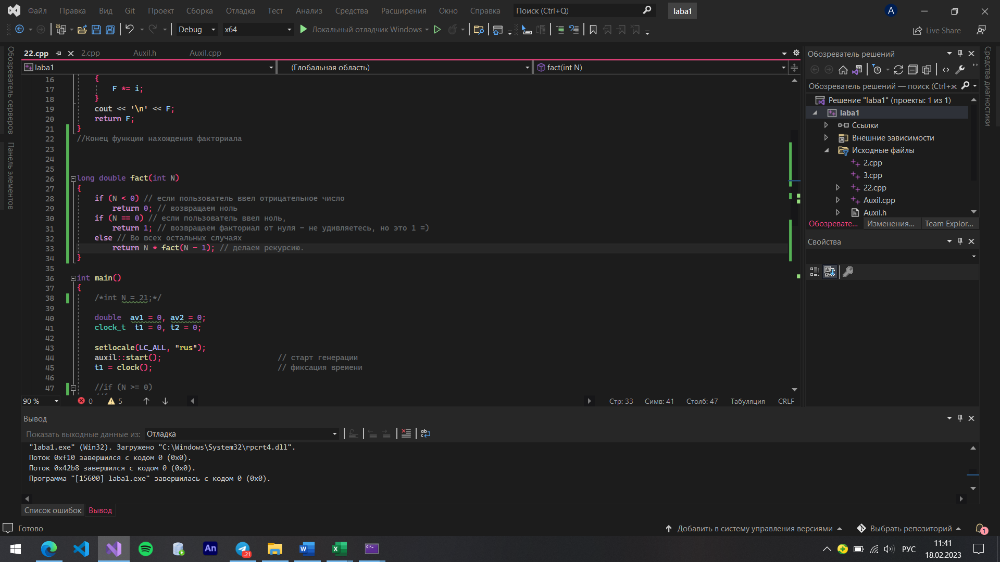 Файл Правка Вид Git Проект Сборка Отладка Тест Анализ Средства Расширения Окно Справка Поиск (Ctrl+Q) laba1 A
Debug x64 Локальный отладчик Windows Live Share
Обозреватель серверов
Панель элементов
22.cpp 2.cpp Auxil.h Auxil.cpp
laba1 (Глобальная область) fact(int N)
16 {
17 F *= i;
18 }
19 cout << '\n' << F;
20 return F;
21 }
22 //Конец функции нахождения факториала
23
24
25
26 long double fact(int N)
27 {
28 if (N < 0) // если пользователь ввел отрицательное число
29 return 0; // возвращаем ноль
30 if (N == 0) // если пользователь ввел ноль,
31 return 1; // возвращаем факториал от нуля - не удивляетесь, но это 1 =)
32 else // Во всех остальных случаях
33 return N * fact(N - 1); // делаем рекурсию.
34 }
35
36 int main()
37 {
38 /*int N = 21;*/
39
40 double av1 = 0, av2 = 0;
41 clock_t t1 = 0, t2 = 0;
42
43 setlocale(LC_ALL, "rus");
44 auxil::start(); // старт генерации
45 t1 = clock(); // фиксация времени
46
47 //if (N >= 0)
90 % 0 5 Стр: 33 Симв: 41 Столб: 47 Табуляция CRLF
Обозреватель решений
Обозреватель решений — поиск (Ctrl+ж
Решение "laba1" (проекты: 1 из 1)
laba1
Ссылки
Внешние зависимости
Исходные файлы
2.cpp
3.cpp
22.cpp
Auxil.cpp
Auxil.h
Обозревате... Изменения... Team Explor...
Свойства
Средства диагностики
Вывод
Показать выходные данные из: Отладка
"laba1.exe" (Win32). Загружено "C:\Windows\System32\rpcrt4.dll".
Поток 0xf10 завершился с кодом 0 (0x0).
Поток 0x42b8 завершился с кодом 0 (0x0).
Программа "[15600] laba1.exe" завершилась с кодом 0 (0x0).
Список ошибок Вывод
Готово Добавить в систему управления версиями Выбрать репозиторий 1
An ..21 РУС 11:41
18.02.2023